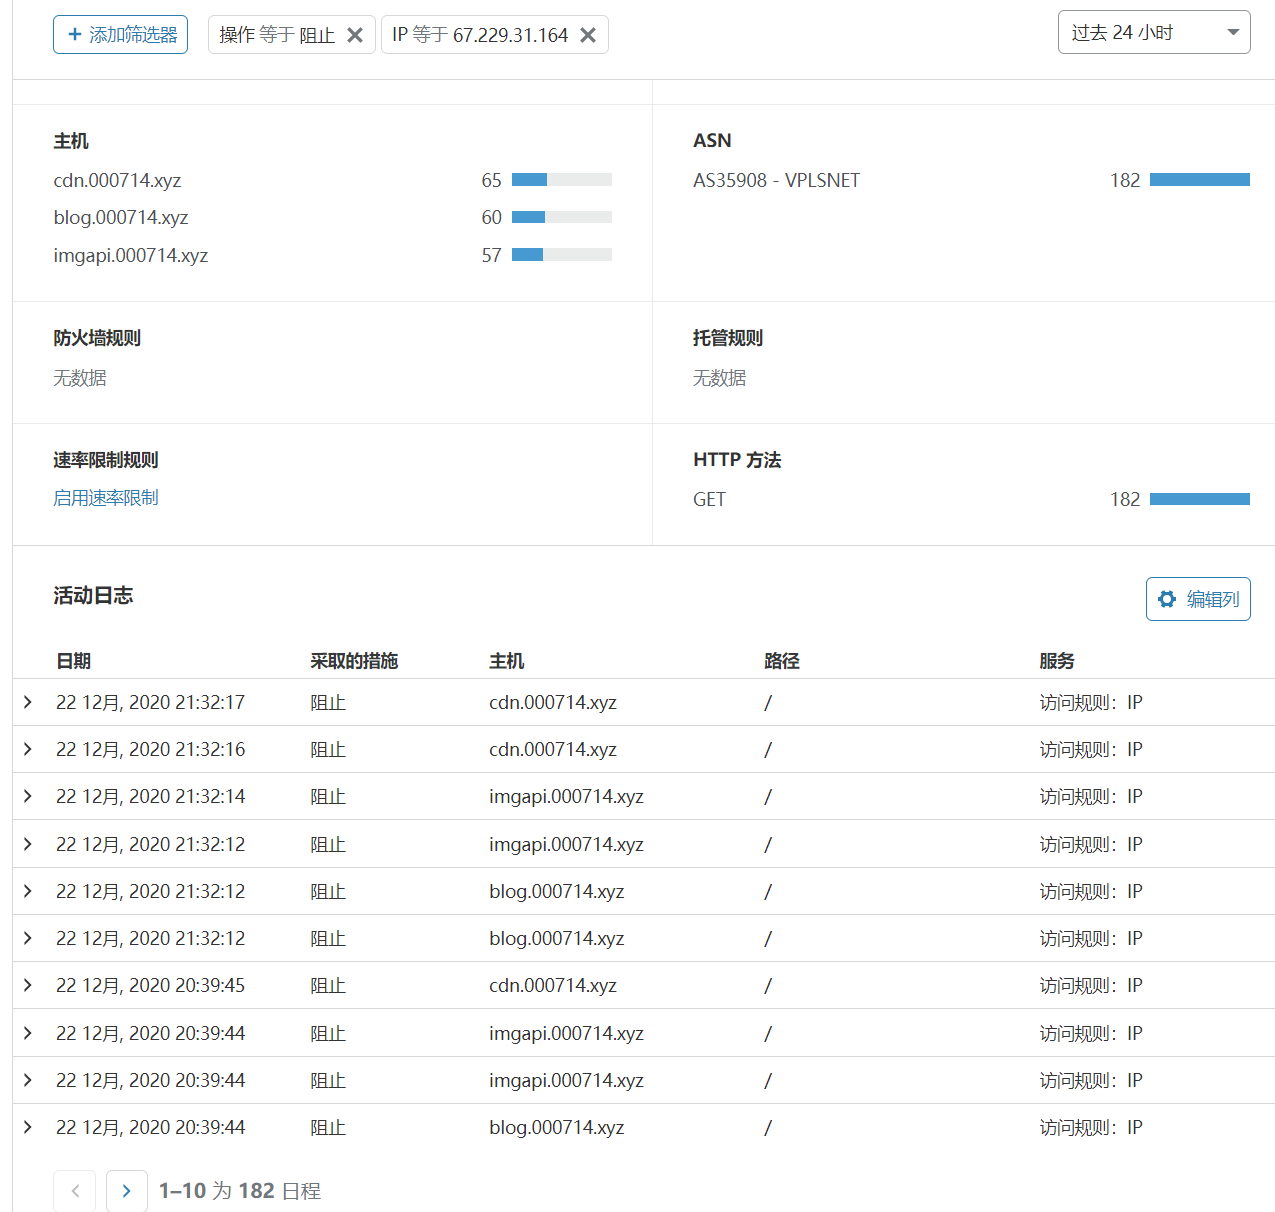 + 添加筛选器 操作 等于 阻止 × IP 等于 67.229.31.164 × 过去 24 小时
主机
cdn.000714.xyz 65
blog.000714.xyz 60
imgapi.000714.xyz 57
ASN
AS35908 - VPLSNET 182
防火墙规则
无数据
托管规则
无数据
速率限制规则
启用速率限制
HTTP 方法
GET 182
活动日志
编辑列
日期 采取的措施 主机 路径 服务
22 12月, 2020 21:32:17 阻止 cdn.000714.xyz / 访问规则：IP
22 12月, 2020 21:32:16 阻止 cdn.000714.xyz / 访问规则：IP
22 12月, 2020 21:32:14 阻止 imgapi.000714.xyz / 访问规则：IP
22 12月, 2020 21:32:12 阻止 imgapi.000714.xyz / 访问规则：IP
22 12月, 2020 21:32:12 阻止 blog.000714.xyz / 访问规则：IP
22 12月, 2020 21:32:12 阻止 blog.000714.xyz / 访问规则：IP
22 12月, 2020 20:39:45 阻止 cdn.000714.xyz / 访问规则：IP
22 12月, 2020 20:39:44 阻止 imgapi.000714.xyz / 访问规则：IP
22 12月, 2020 20:39:44 阻止 imgapi.000714.xyz / 访问规则：IP
22 12月, 2020 20:39:44 阻止 blog.000714.xyz / 访问规则：IP
1–10 为 182 日程